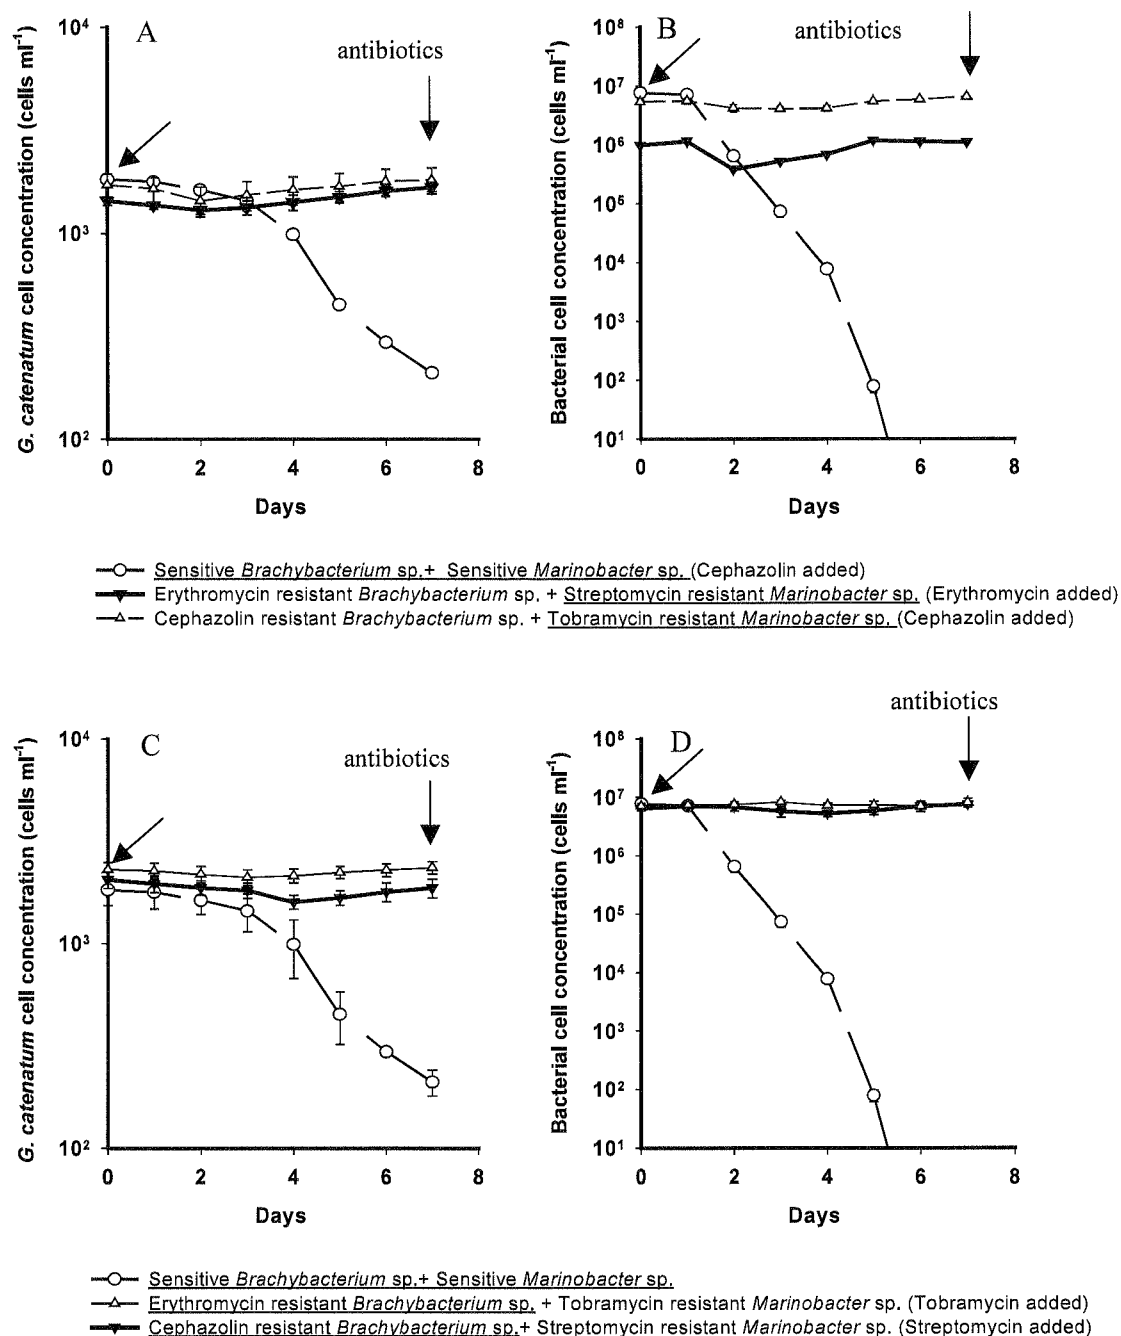 A
antibiotics
G. catenatum cell concentration (cells ml⁻¹)
10⁴
10³
10²
0 2 4 6 8
Days
B
antibiotics
Bacterial cell concentration (cells ml⁻¹)
10⁸
10⁷
10⁶
10⁵
10⁴
10³
10²
10¹
0 2 4 6 8
Days
Sensitive Brachybacterium sp.+ Sensitive Marinobacter sp. (Cephazolin added)
Erythromycin resistant Brachybacterium sp. + Streptomycin resistant Marinobacter sp. (Erythromycin added)
Cephazolin resistant Brachybacterium sp. + Tobramycin resistant Marinobacter sp. (Cephazolin added)
C
antibiotics
G. catenatum cell concentration (cells ml⁻¹)
10⁴
10³
10²
0 2 4 6 8
Days
D
antibiotics
Bacterial cell concentration (cells ml⁻¹)
10⁸
10⁷
10⁶
10⁵
10⁴
10³
10²
10¹
0 2 4 6 8
Days
Sensitive Brachybacterium sp.+ Sensitive Marinobacter sp.
Erythromycin resistant Brachybacterium sp. + Tobramycin resistant Marinobacter sp. (Tobramycin added)
Cephazolin resistant Brachybacterium sp.+ Streptomycin resistant Marinobacter sp. (Streptomycin added)